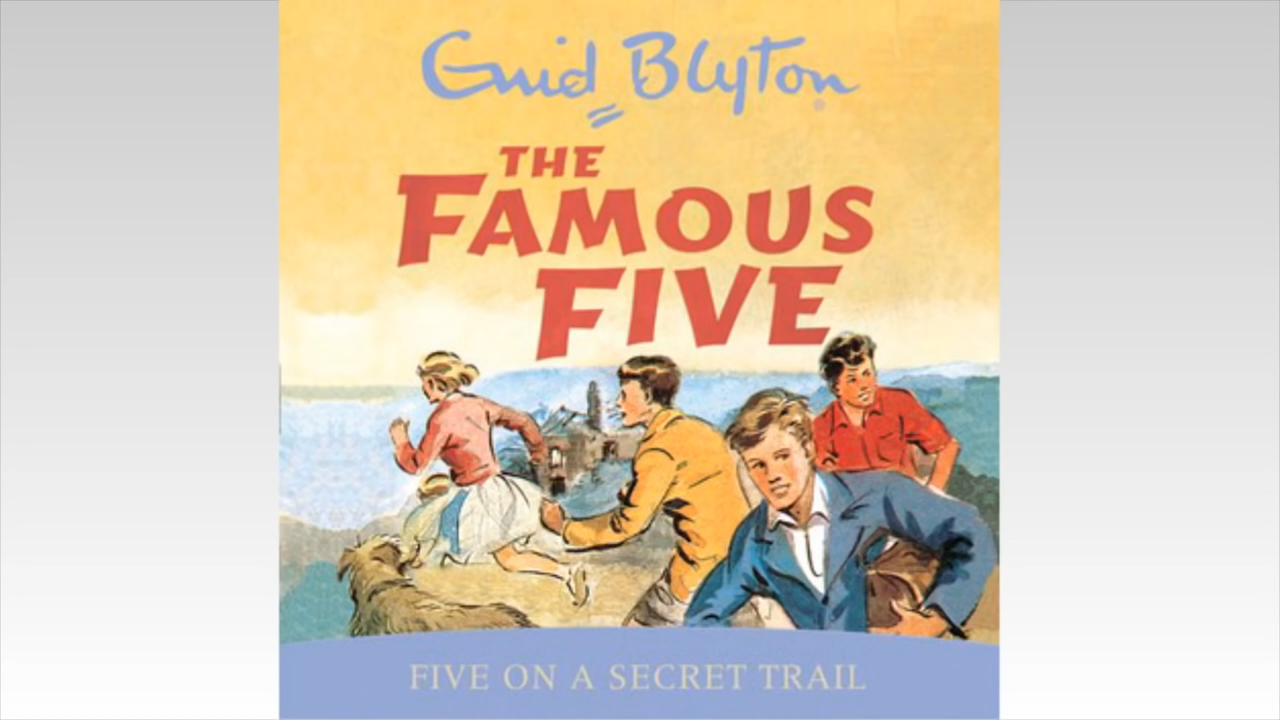 Enid Blyton
THE
FAMOUS
FIVE
FIVE ON A SECRET TRAIL